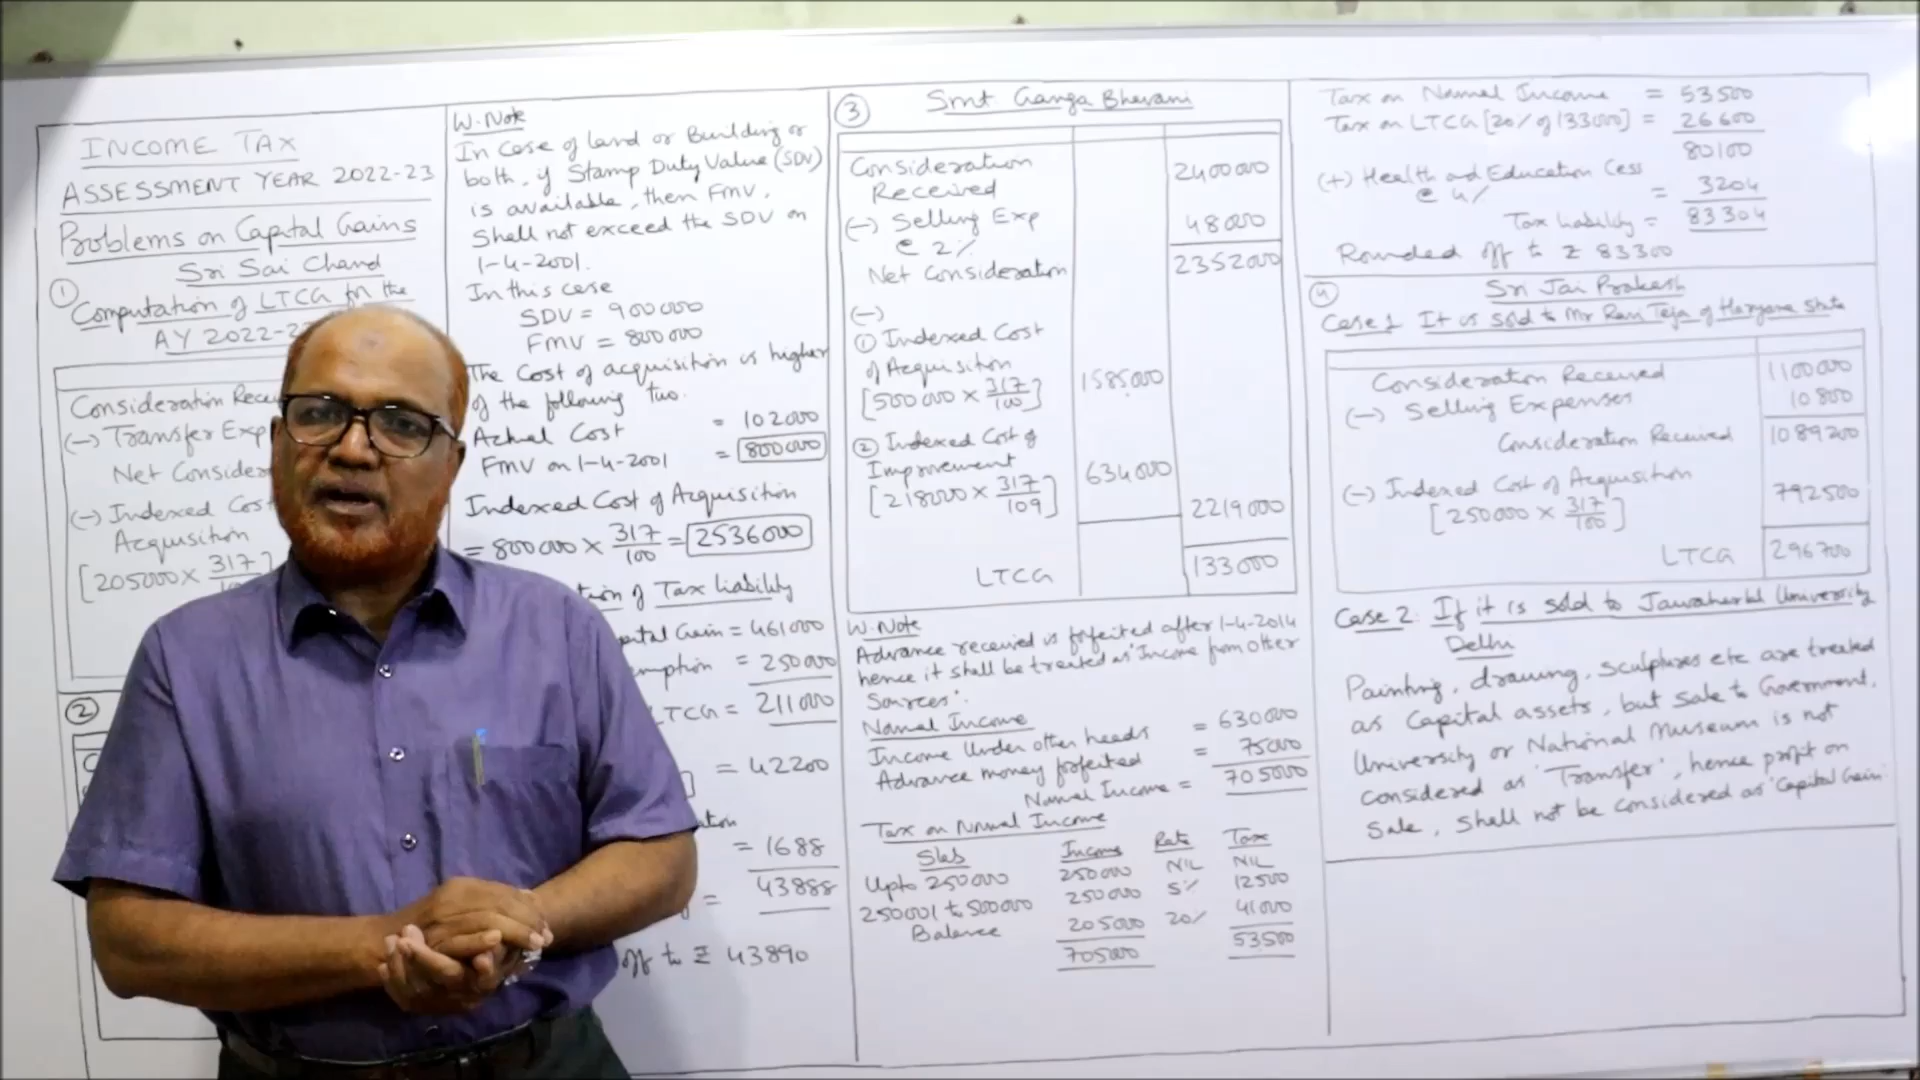 INCOME TAX
ASSESSMENT YEAR 2022-23
Problems on Capital Gains
① Sri Sai Chand
Computation of LTCG for the
AY 2022-2
Consideration Rece
(-) Transfer Exp
Net Consider
(-) Indexed Cost
Acquisition
[205000 × 317/
②
W.Note
In Case of land or Building or
both, if Stamp Duty Value (SDV)
is available, then FMV,
Shall not exceed the SDV on
1-4-2001.
In this case
SDV = 900000
FMV = 800000
The Cost of acquisition is higher
of the following two.
Actual Cost = 102000
FMV on 1-4-2001 = 800000
Indexed Cost of Acquisition
= 800000 × 317/100 = 2536000
tion of Tax liability
pital Gain = 461000
emption = 250000
LTCG = 211000
= 42200
ation
= 1688
= 43888
off to ₹ 43890
③ Smt. Ganga Bhavani
Consideration
Received 2400000
(-) Selling Exp
@ 2% 48000
Net Consideration 2352000
(-)
① Indexed Cost
of Acquisition
[500000 × 317/100] 1585000
② Indexed Cost of
Improvement
[218000 × 317/109] 634000
2219000
LTCG 133000
W.Note
Advance received is forfeited after 1-4-2014
hence it shall be treated as 'Income from other
Sources'.
Normal Income
Income Under other heads = 630000
Advance money forfeited = 75000
Normal Income = 705000
Tax on Normal Income
Slab Income Rate Tax
Upto 250000 250000 NIL NIL
250001 to 500000 250000 5% 12500
Balance 205000 20% 41000
705000 53500
Tax on Normal Income = 53500
Tax on LTCG [20% of 133000] = 26600
80100
(+) Health and Education Cess
@ 4% = 3204
Tax liability = 83304
Rounded off to ₹ 83300
④ Sri Jai Prakash
Case 1 It is Sold to Mr Ravi Teja of Haryana State
Consideration Received 1100000
(-) Selling Expenses 10800
Consideration Received 1089200
(-) Indexed Cost of Acquisition
[250000 × 317/100] 792500
LTCG 296700
Case 2 If it is sold to Jawaharlal University
Delhi
Painting, drawing, sculptures etc are treated
as Capital assets, but Sale to Government,
University or National Museum is not
considered as 'Transfer', hence profit on
Sale, Shall not be considered as 'Capital Gain'